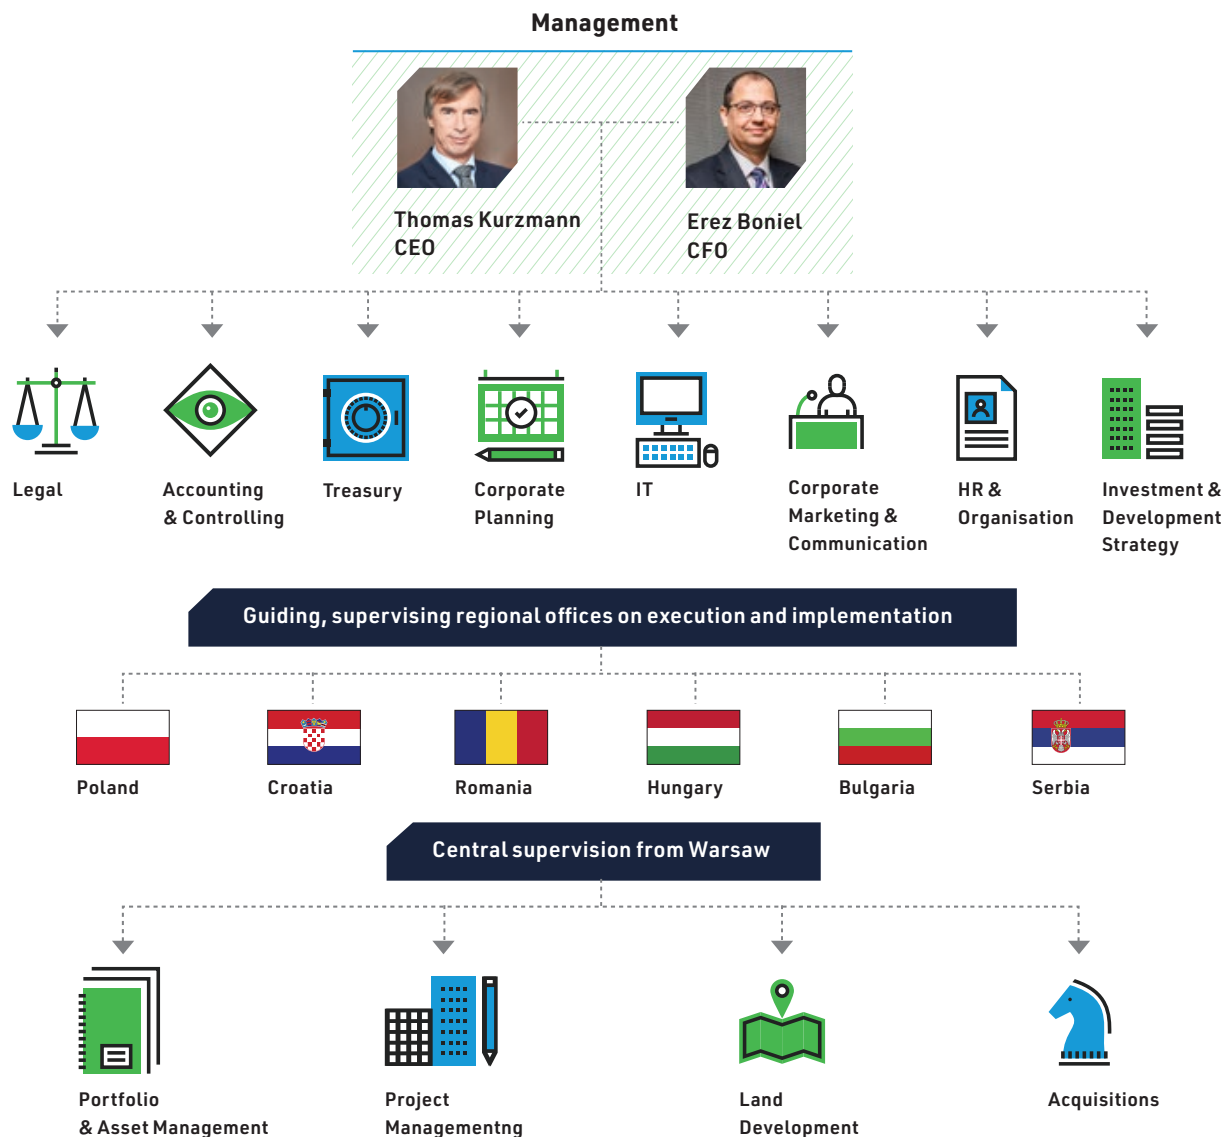 Management
Thomas Kurzmann
CEO
Erez Boniel
CFO
Legal
Accounting
& Controlling
Treasury
Corporate
Planning
IT
Corporate
Marketing &
Communication
HR &
Organisation
Investment &
Development
Strategy
Guiding, supervising regional offices on execution and implementation
Poland
Croatia
Romania
Hungary
Bulgaria
Serbia
Central supervision from Warsaw
Portfolio
& Asset Management
Project
Managementng
Land
Development
Acquisitions